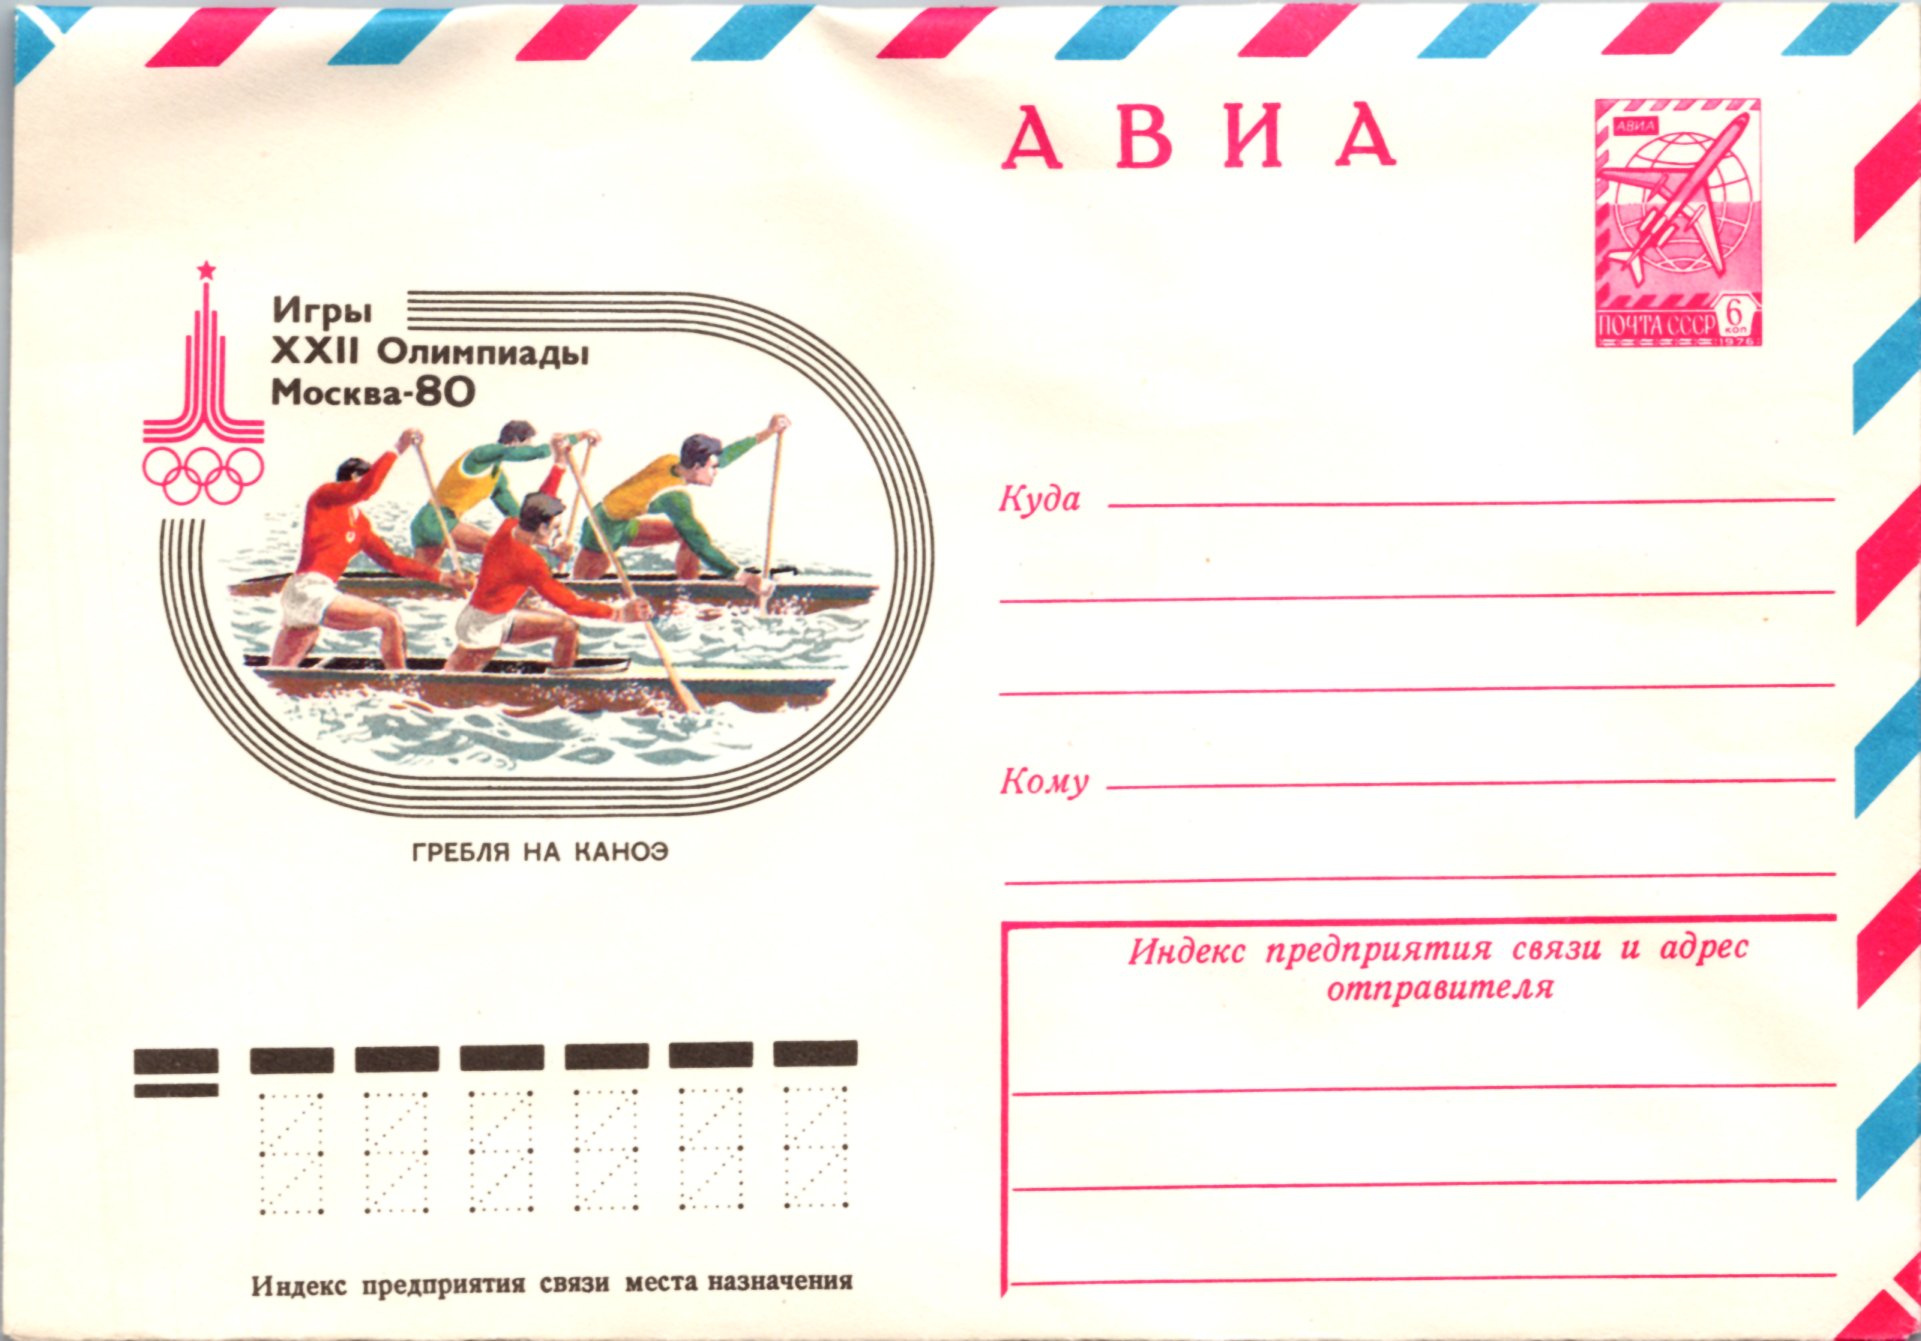 АВИА
АВИА
ПОЧТА СССР
6
КОП
1976
Игры
XXII Олимпиады
Москва-80
ГРЕБЛЯ НА КАНОЭ
Куда
Кому
Индекс предприятия связи и адрес
отправителя
Индекс предприятия связи места назначения